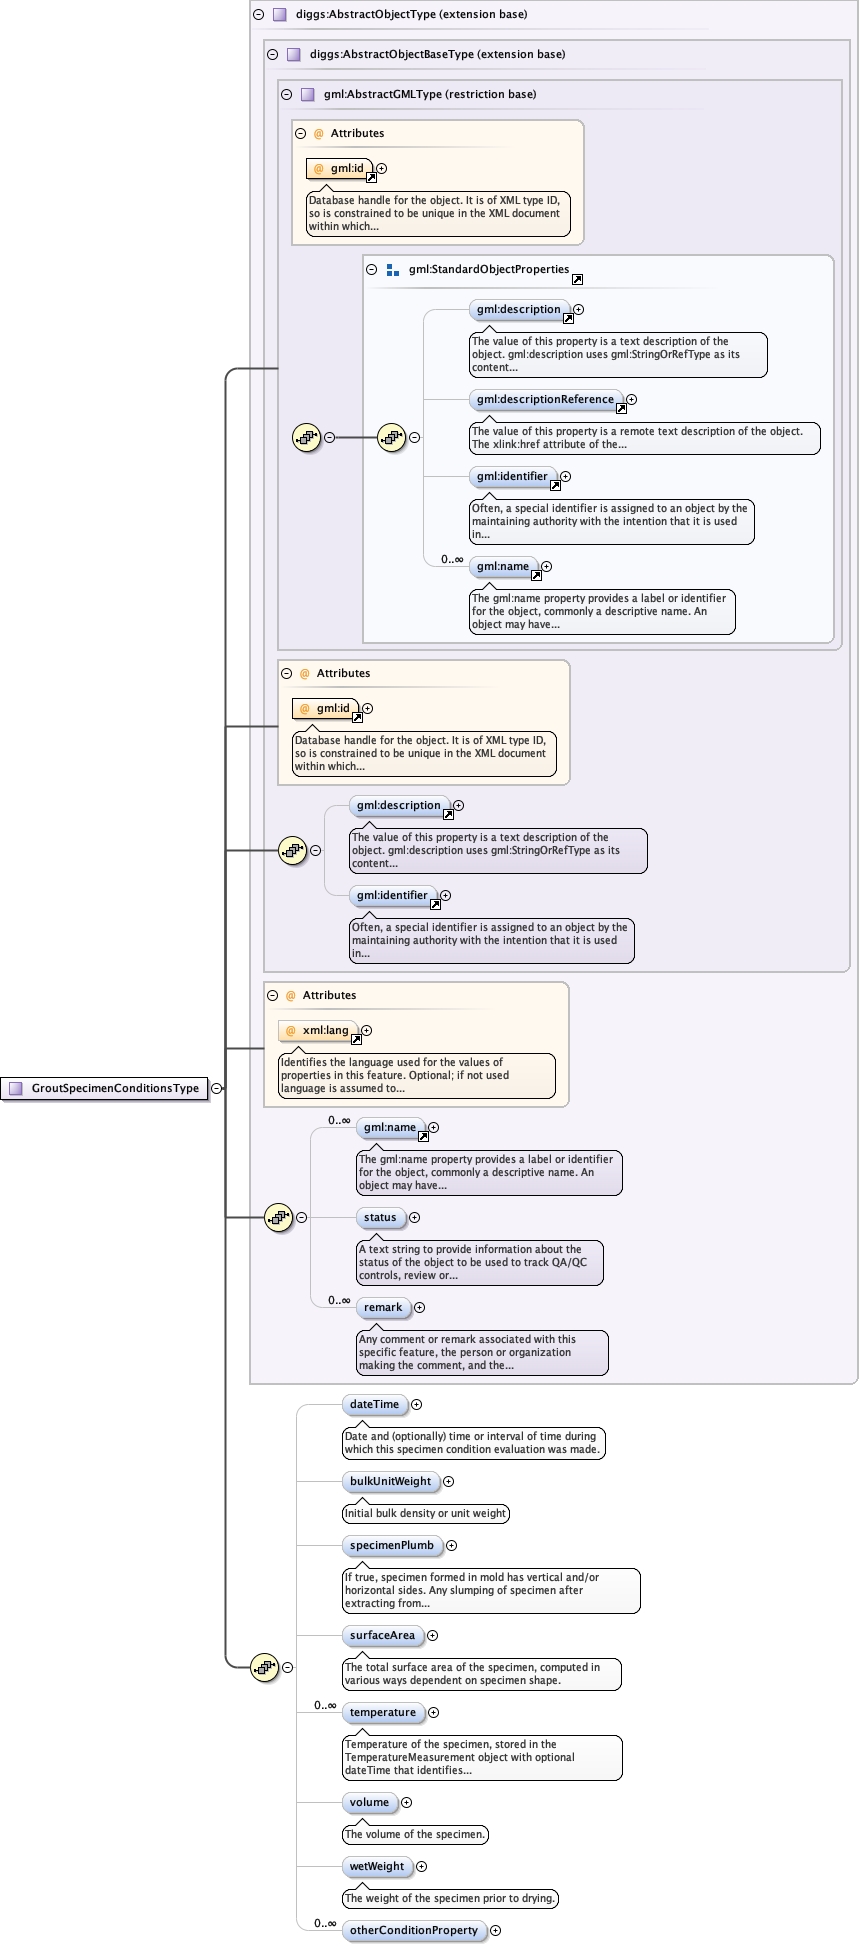 diggs:AbstractObjectType (extension base)
diggs:AbstractObjectBaseType (extension base)
gml:AbstractGMLType (restriction base)
@ Attributes
@ gml:id
Database handle for the object. It is of XML type ID,
so is constrained to be unique in the XML document
within which...
gml:StandardObjectProperties
gml:description
The value of this property is a text description of the
object. gml:description uses gml:StringOrRefType as its
content...
gml:descriptionReference
The value of this property is a remote text description of the object.
The xlink:href attribute of the...
gml:identifier
Often, a special identifier is assigned to an object by the
maintaining authority with the intention that it is used
in...
0..∞
gml:name
The gml:name property provides a label or identifier
for the object, commonly a descriptive name. An
object may have...
@ Attributes
@ gml:id
Database handle for the object. It is of XML type ID,
so is constrained to be unique in the XML document
within which...
gml:description
The value of this property is a text description of the
object. gml:description uses gml:StringOrRefType as its
content...
gml:identifier
Often, a special identifier is assigned to an object by the
maintaining authority with the intention that it is used
in...
@ Attributes
@ xml:lang
Identifies the language used for the values of
properties in this feature. Optional; if not used
language is assumed to...
GroutSpecimenConditionsType
0..∞
gml:name
The gml:name property provides a label or identifier
for the object, commonly a descriptive name. An
object may have...
status
A text string to provide information about the
status of the object to be used to track QA/QC
controls, review or...
0..∞
remark
Any comment or remark associated with this
specific feature, the person or organization
making the comment, and the...
dateTime
Date and (optionally) time or interval of time during
which this specimen condition evaluation was made.
bulkUnitWeight
Initial bulk density or unit weight
specimenPlumb
If true, specimen formed in mold has vertical and/or
horizontal sides. Any slumping of specimen after
extracting from...
surfaceArea
The total surface area of the specimen, computed in
various ways dependent on specimen shape.
0..∞
temperature
Temperature of the specimen, stored in the
TemperatureMeasurement object with optional
dateTime that identifies...
volume
The volume of the specimen.
wetWeight
The weight of the specimen prior to drying.
0..∞
otherConditionProperty